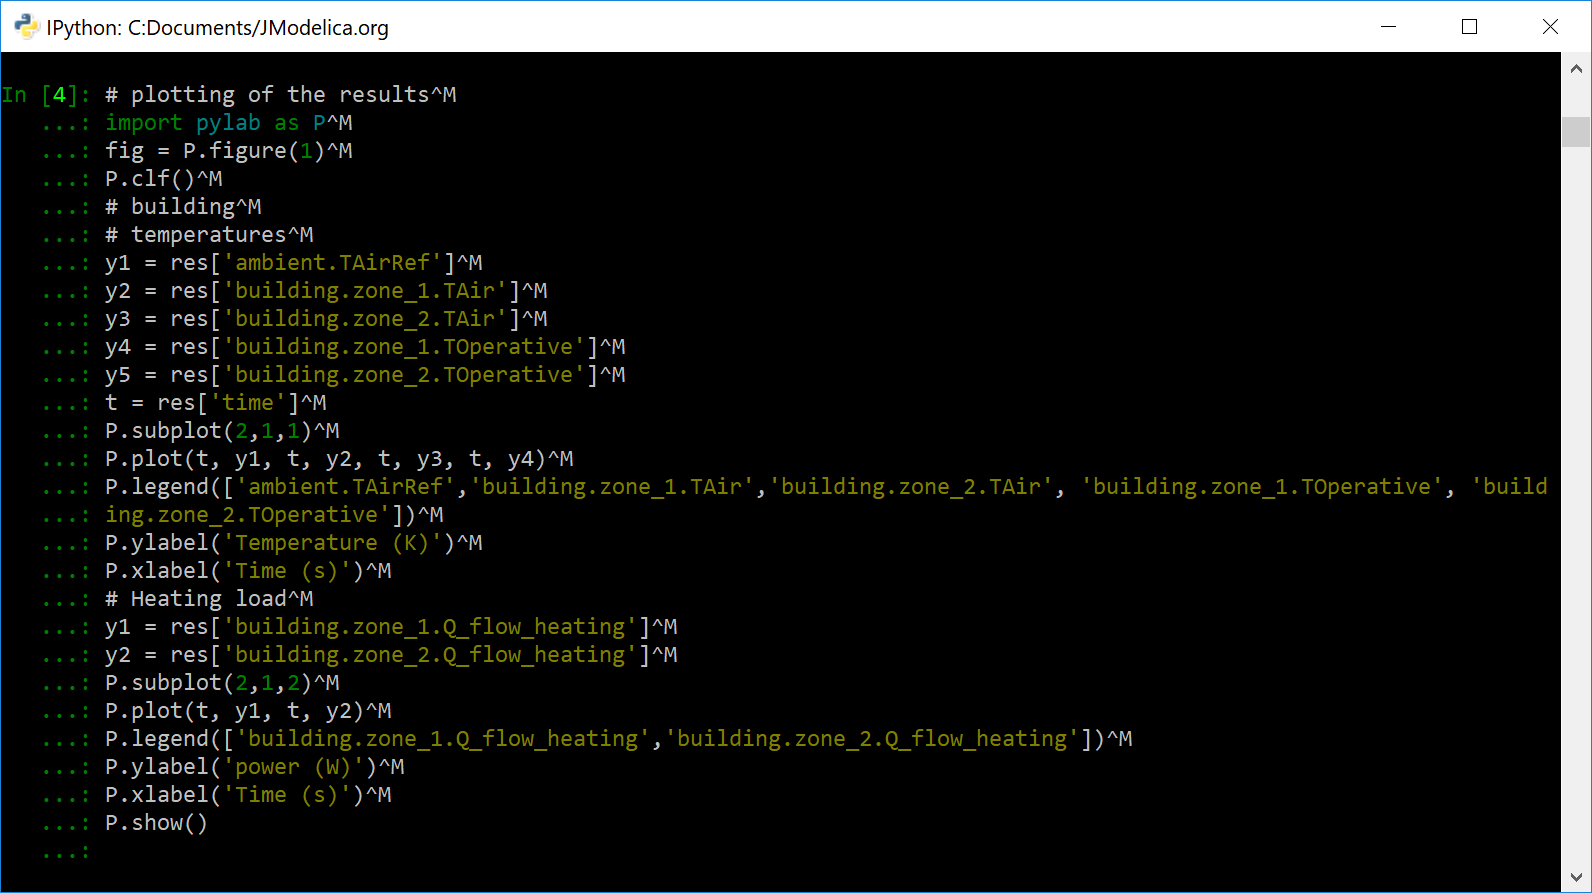 IPython: C:Documents/JModelica.org
In [4]: # plotting of the results^M
...: import pylab as P^M
...: fig = P.figure(1)^M
...: P.clf()^M
...: # building^M
...: # temperatures^M
...: y1 = res['ambient.TAirRef']^M
...: y2 = res['building.zone_1.TAir']^M
...: y3 = res['building.zone_2.TAir']^M
...: y4 = res['building.zone_1.TOperative']^M
...: y5 = res['building.zone_2.TOperative']^M
...: t = res['time']^M
...: P.subplot(2,1,1)^M
...: P.plot(t, y1, t, y2, t, y3, t, y4)^M
...: P.legend(['ambient.TAirRef','building.zone_1.TAir','building.zone_2.TAir', 'building.zone_1.TOperative', 'build
...: ing.zone_2.TOperative'])^M
...: P.ylabel('Temperature (K)')^M
...: P.xlabel('Time (s)')^M
...: # Heating load^M
...: y1 = res['building.zone_1.Q_flow_heating']^M
...: y2 = res['building.zone_2.Q_flow_heating']^M
...: P.subplot(2,1,2)^M
...: P.plot(t, y1, t, y2)^M
...: P.legend(['building.zone_1.Q_flow_heating','building.zone_2.Q_flow_heating'])^M
...: P.ylabel('power (W)')^M
...: P.xlabel('Time (s)')^M
...: P.show()
...: